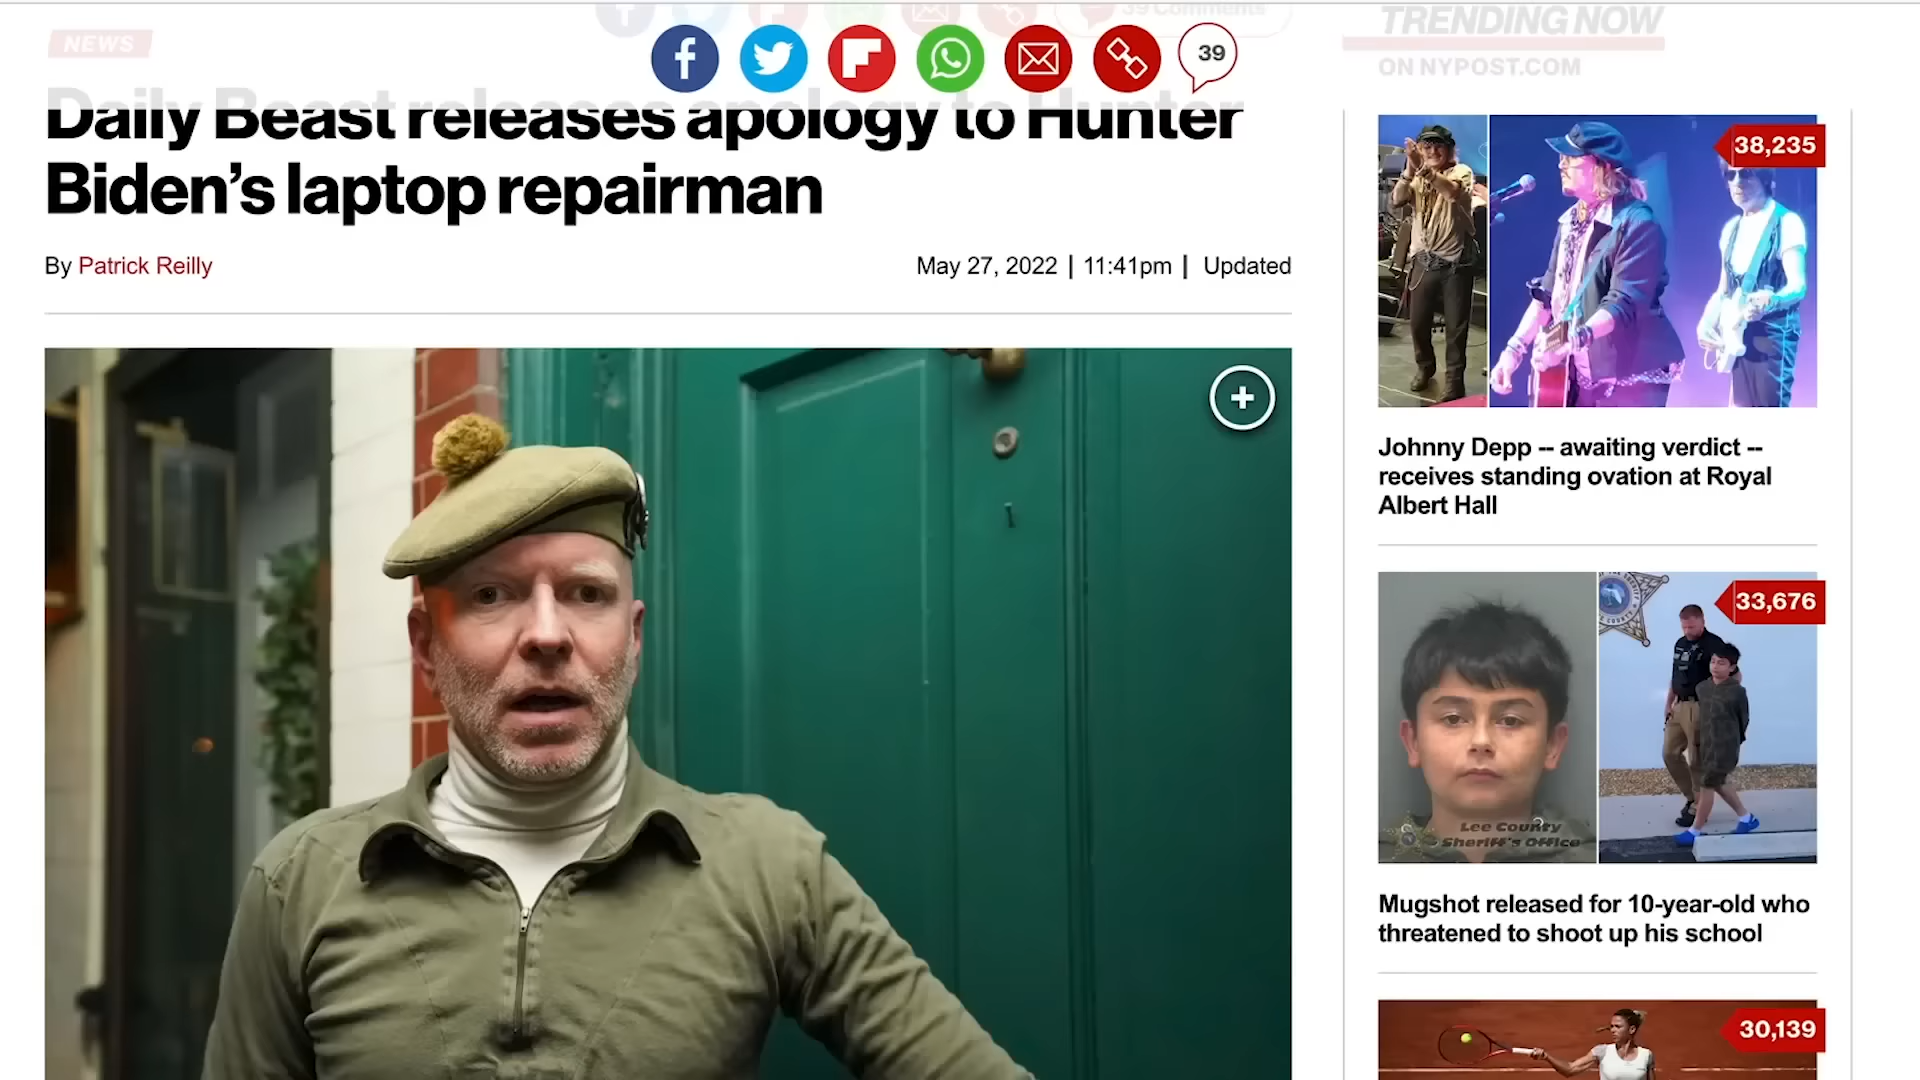 39 Comments
NEWS
39
TRENDING NOW
ON NYPOST.COM
Daily Beast releases apology to Hunter
Biden’s laptop repairman
By Patrick Reilly
May 27, 2022 | 11:41pm | Updated
38,235
Johnny Depp -- awaiting verdict --
receives standing ovation at Royal
Albert Hall
33,676
Lee County
Sheriff's Office
Mugshot released for 10-year-old who
threatened to shoot up his school
30,139